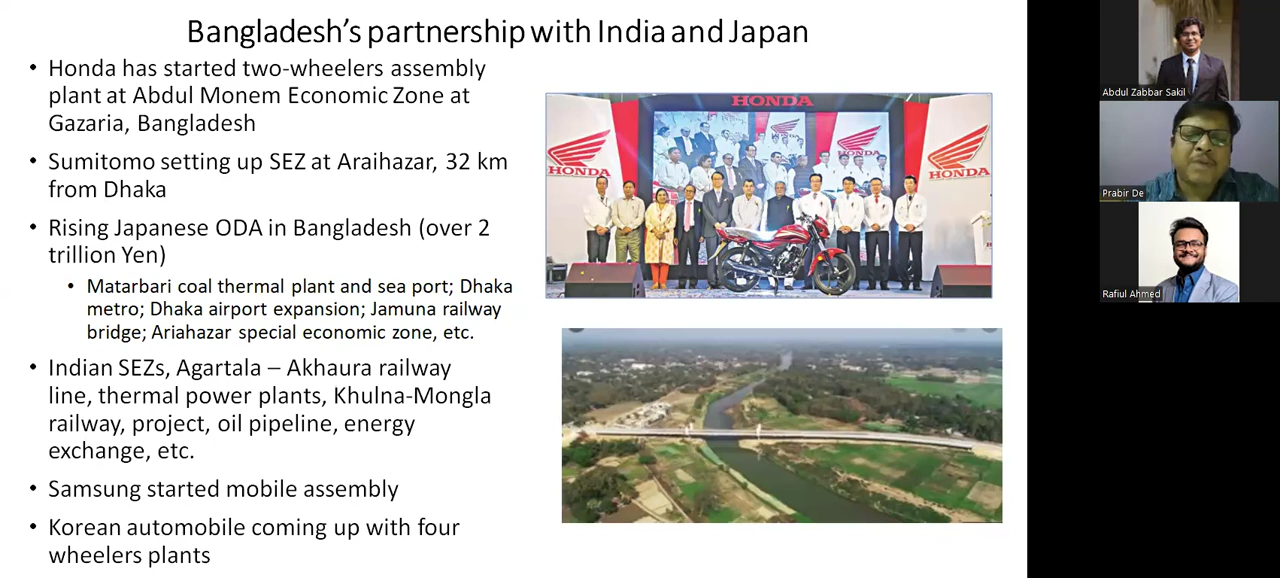 Bangladesh's partnership with India and Japan
• Honda has started two-wheelers assembly
plant at Abdul Monem Economic Zone at
Gazaria, Bangladesh
• Sumitomo setting up SEZ at Araihazar, 32 km
from Dhaka
• Rising Japanese ODA in Bangladesh (over 2
trillion Yen)
• Matarbari coal thermal plant and sea port; Dhaka
metro; Dhaka airport expansion; Jamuna railway
bridge; Ariahazar special economic zone, etc.
• Indian SEZs, Agartala – Akhaura railway
line, thermal power plants, Khulna-Mongla
railway, project, oil pipeline, energy
exchange, etc.
• Samsung started mobile assembly
• Korean automobile coming up with four
wheelers plants
HONDA
HONDA
HONDA
HONDA
Abdul Zabbar Sakil
Prabir De
Rafiul Ahmed